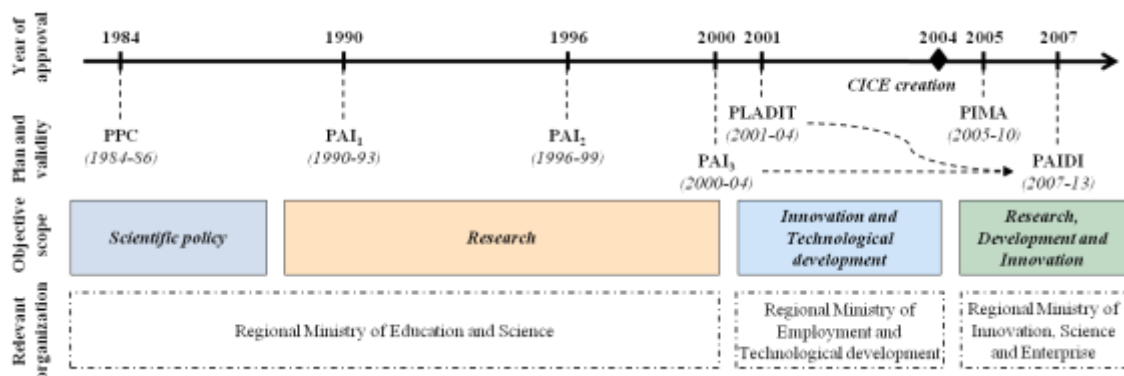 Year of
approval
1984
1990
1996
2000 2001
2004 2005
2007
CICE creation
Plan and
validity
PPC
(1984-86)
PAI1
(1990-93)
PAI2
(1996-99)
PLADIT
(2001-04)
PIMA
(2005-10)
PAI3
(2000-04)
PAIDI
(2007-13)
Objective
scope
Scientific policy
Research
Innovation and
Technological
development
Research,
Development and
Innovation
Relevant
organization
Regional Ministry of Education and Science
Regional Ministry of
Employment and
Technological development
Regional Ministry of
Innovation, Science
and Enterprise